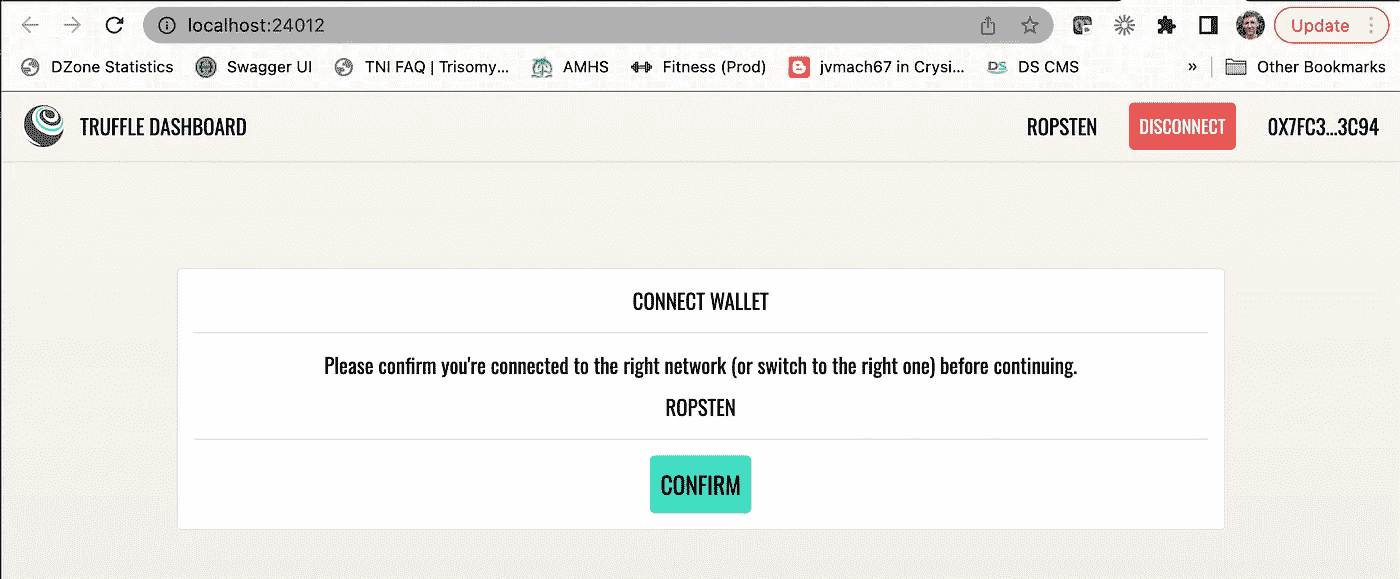 localhost:24012
Update
DZone Statistics Swagger UI TNI FAQ | Trisomy... AMHS Fitness (Prod) jvmach67 in Crysi... DS DS CMS » Other Bookmarks
TRUFFLE DASHBOARD ROPSTEN DISCONNECT 0X7FC3...3C94
CONNECT WALLET
Please confirm you're connected to the right network (or switch to the right one) before continuing.
ROPSTEN
CONFIRM